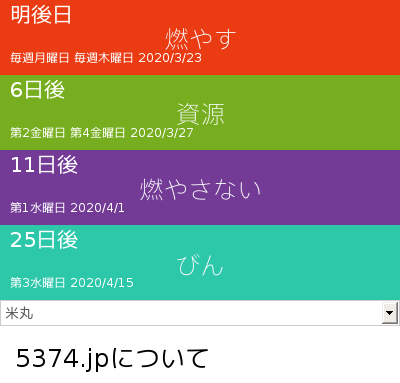 明後日
燃やす
毎週月曜日 毎週木曜日 2020/3/23
6日後
資源
第2金曜日 第4金曜日 2020/3/27
11日後
燃やさない
第1水曜日 2020/4/1
25日後
びん
第3水曜日 2020/4/15
米丸
5374.jpについて